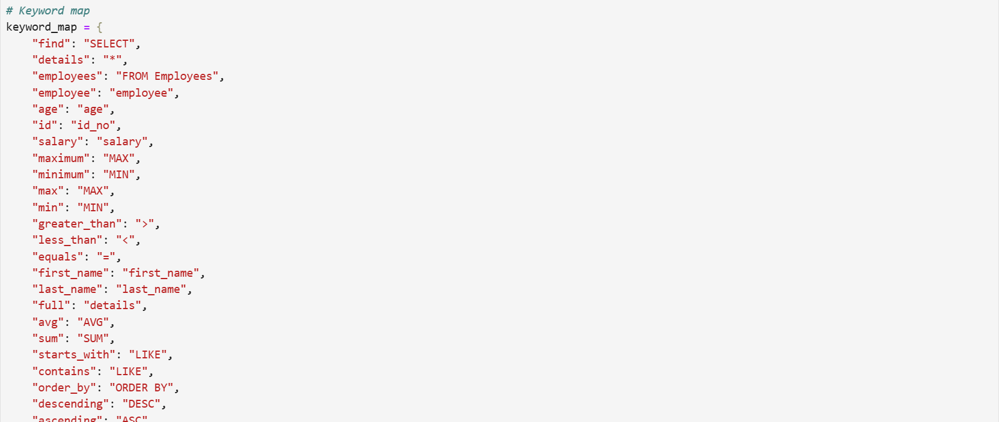 # Keyword map
keyword_map = {
    "find": "SELECT",
    "details": "*",
    "employees": "FROM Employees",
    "employee": "employee",
    "age": "age",
    "id": "id_no",
    "salary": "salary",
    "maximum": "MAX",
    "minimum": "MIN",
    "max": "MAX",
    "min": "MIN",
    "greater_than": ">",
    "less_than": "<",
    "equals": "=",
    "first_name": "first_name",
    "last_name": "last_name",
    "full": "details",
    "avg": "AVG",
    "sum": "SUM",
    "starts_with": "LIKE",
    "contains": "LIKE",
    "order_by": "ORDER BY",
    "descending": "DESC",
    "ascending": "ASC"